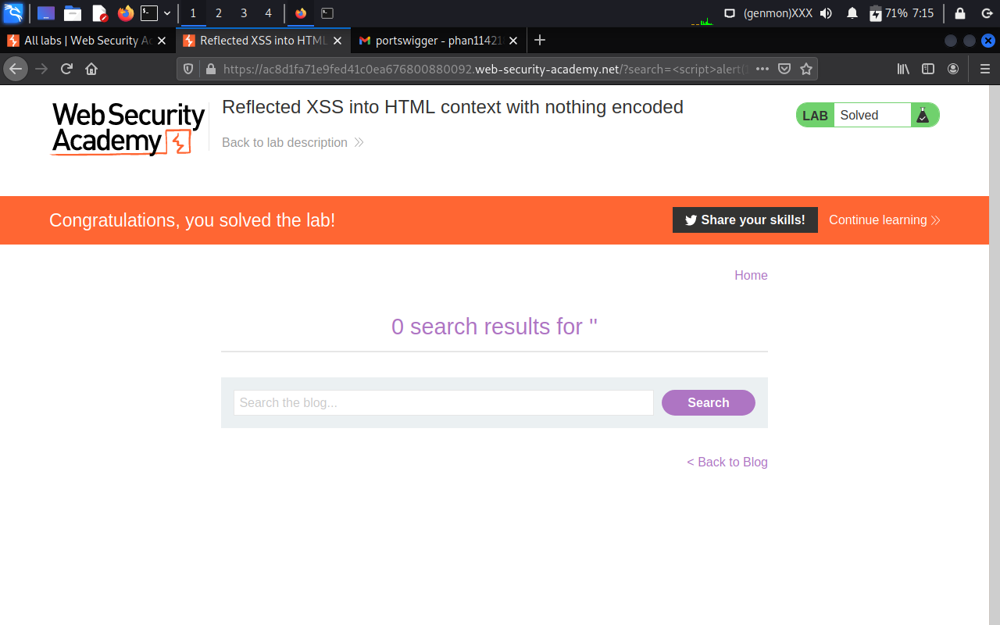 1 2 3 4 (genmon)XXX 71% 7:15
All labs | Web Security Ac Reflected XSS into HTML portswigger - phan11421
https://ac8d1fa71e9fed41c0ea676800880092.web-security-academy.net/?search=<script>alert(1
Web Security
Academy
Reflected XSS into HTML context with nothing encoded
Back to lab description
LAB Solved
Congratulations, you solved the lab!
Share your skills!
Continue learning
Home
0 search results for ''
Search the blog...
Search
< Back to Blog